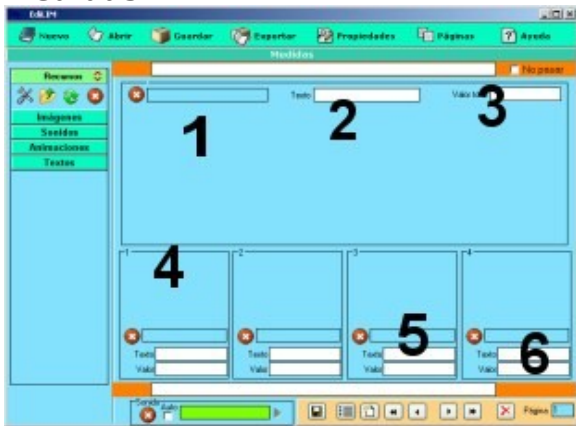 EdiLIM
Nuevo Abrir Guardar Exportar Propiedades Páginas Ayuda
Medidas
Recursos
No pasar
Imágenes
Sonidos
Animaciones
Textos
Texto
1
2
3
1 2 3 4
4
5
6
Texto Texto Texto Texto
Valor Valor Valor Valor
Sonido
Auto
Página 1